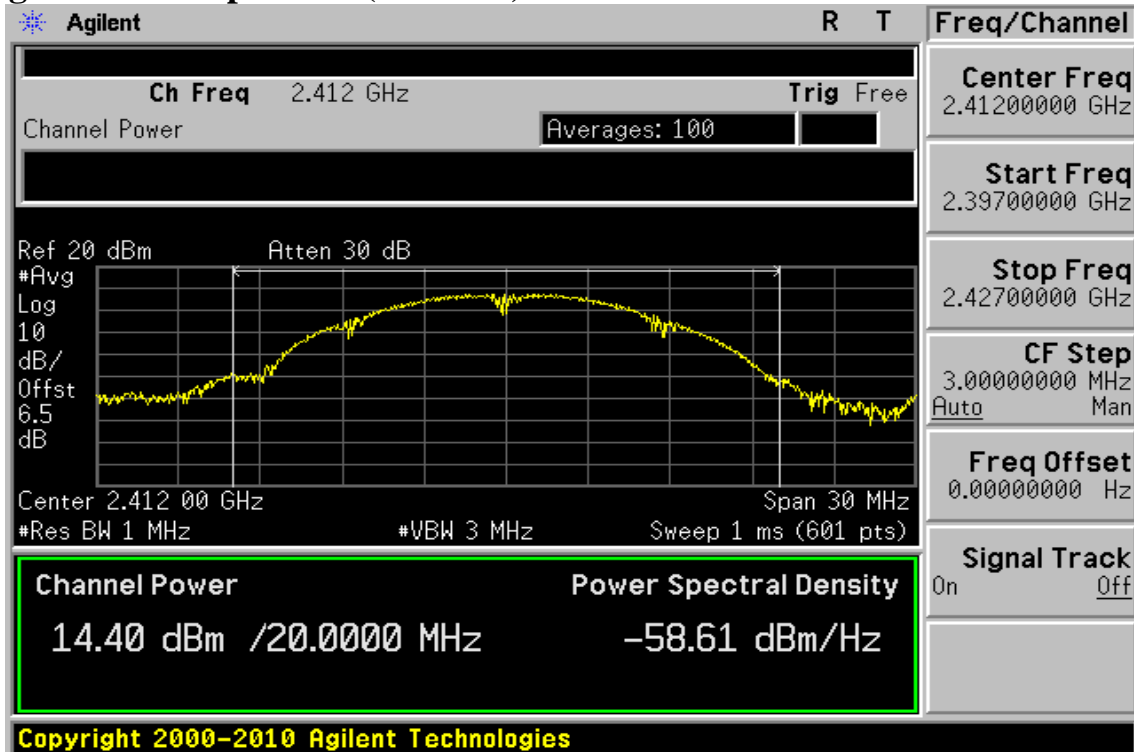 Agilent R T
Ch Freq 2.412 GHz Trig Free
Channel Power Averages: 100
Ref 20 dBm Atten 30 dB
#Avg
Log
10
dB/
Offst
6.5
dB
Center 2.412 00 GHz Span 30 MHz
#Res BW 1 MHz #VBW 3 MHz Sweep 1 ms (601 pts)
Channel Power Power Spectral Density
14.40 dBm /20.0000 MHz -58.61 dBm/Hz
Copyright 2000-2010 Agilent Technologies
Freq/Channel
Center Freq
2.41200000 GHz
Start Freq
2.39700000 GHz
Stop Freq
2.42700000 GHz
CF Step
3.00000000 MHz
Auto Man
Freq Offset
0.00000000 Hz
Signal Track
On Off